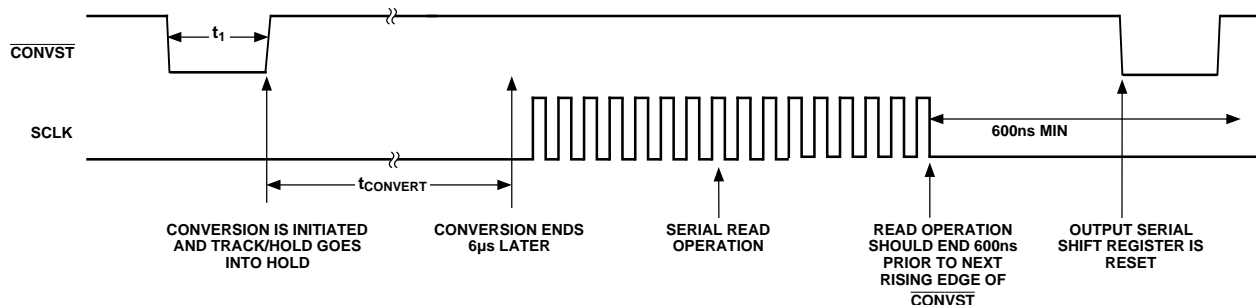 t1
CONVST
SCLK
600ns MIN
tCONVERT
CONVERSION IS INITIATED
AND TRACK/HOLD GOES
INTO HOLD
CONVERSION ENDS
6µs LATER
SERIAL READ
OPERATION
READ OPERATION
SHOULD END 600ns
PRIOR TO NEXT
RISING EDGE OF
CONVST
OUTPUT SERIAL
SHIFT REGISTER IS
RESET